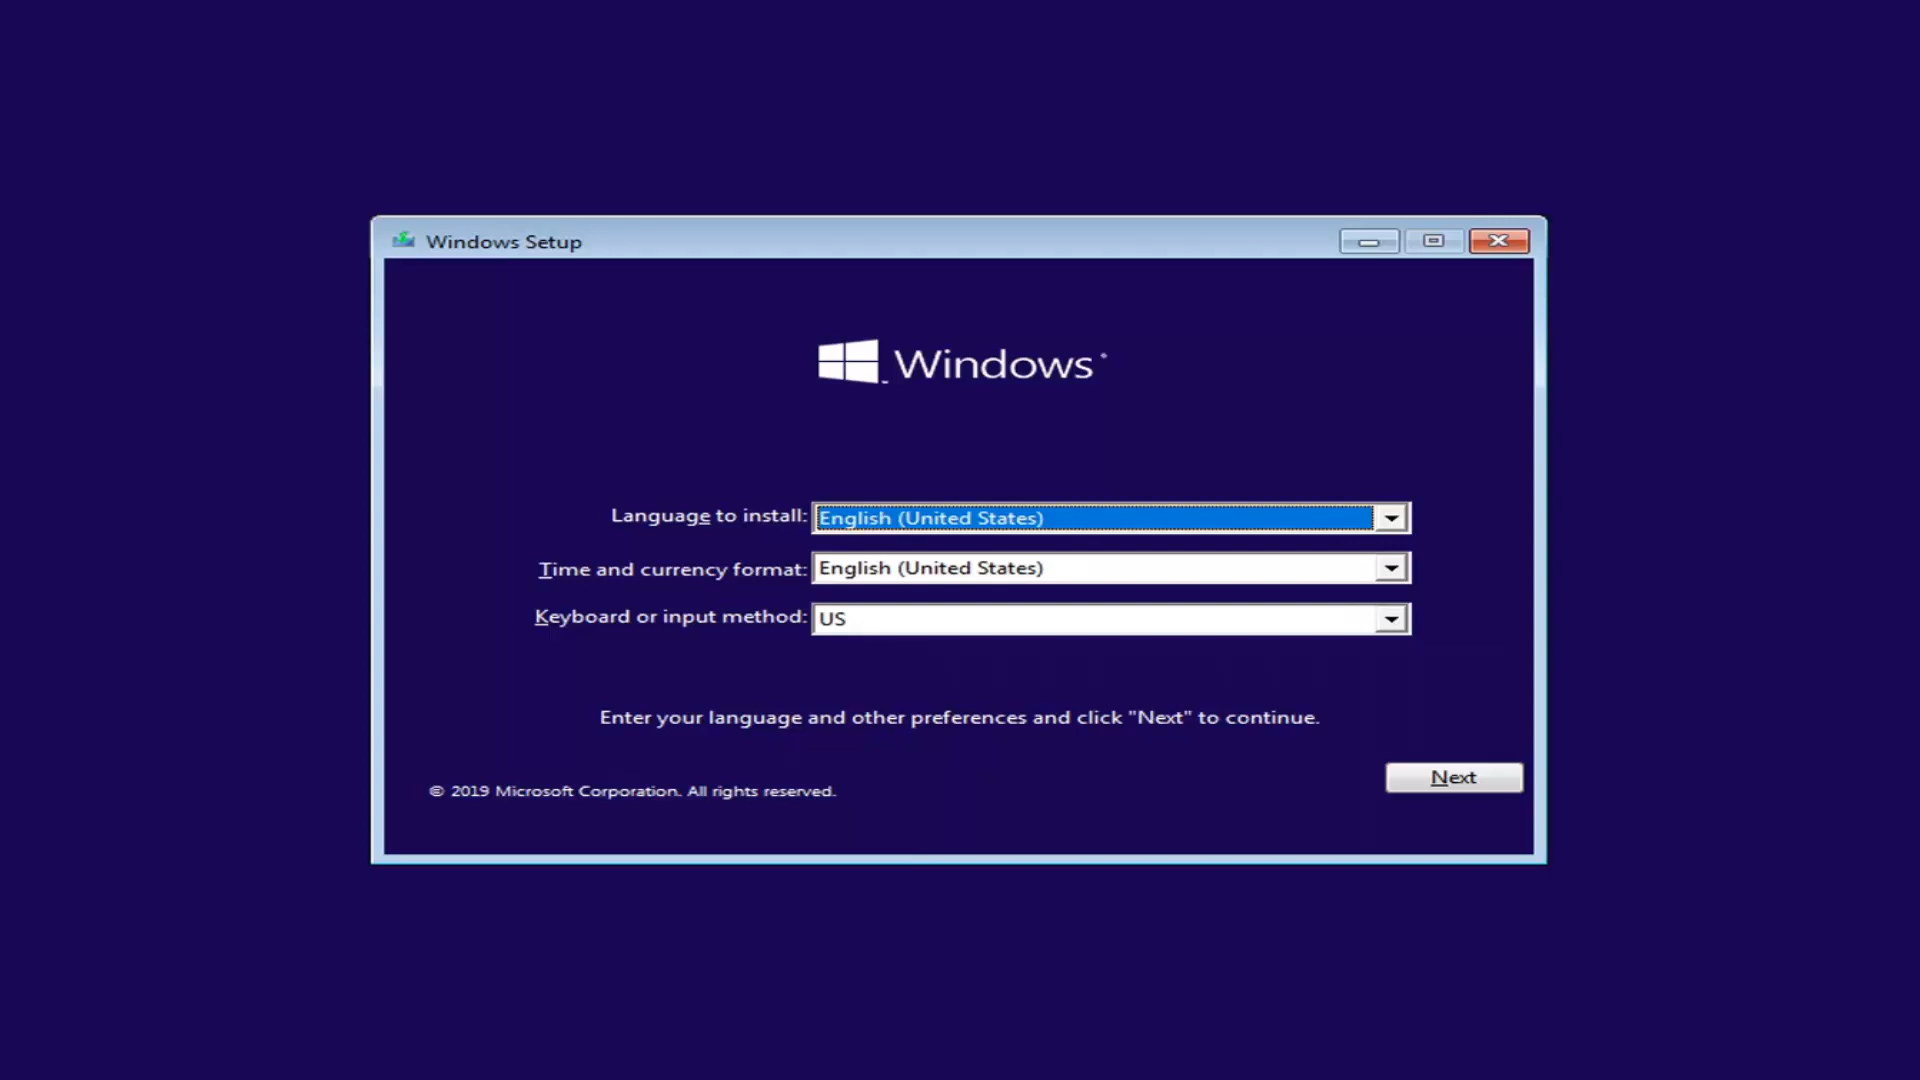 Windows Setup
Windows
Language to install: English (United States)
Time and currency format: English (United States)
Keyboard or input method: US
Enter your language and other preferences and click "Next" to continue.
Next
© 2019 Microsoft Corporation. All rights reserved.